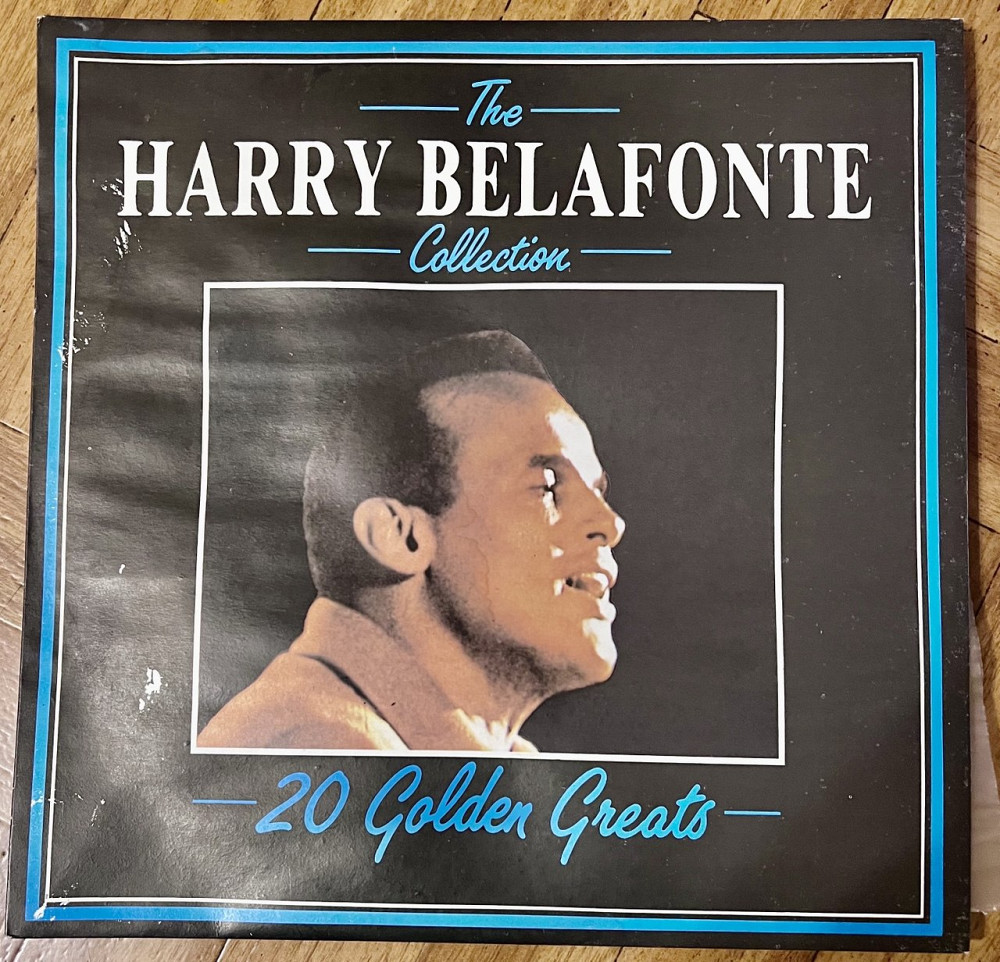 The
HARRY BELAFONTE
Collection
20 Golden Greats